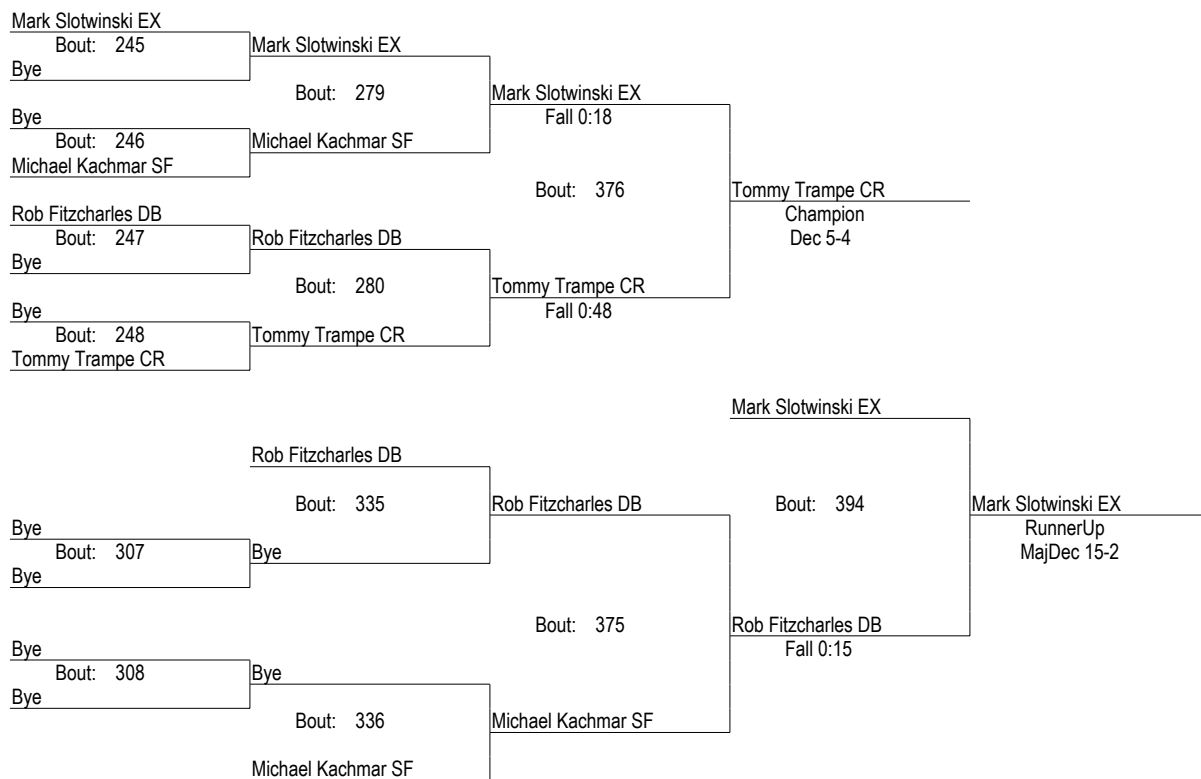 Mark Slotwinski EX
Bout: 245
Bye
Mark Slotwinski EX
Bout: 279
Mark Slotwinski EX
Fall 0:18
Bye
Bout: 246
Michael Kachmar SF
Michael Kachmar SF
Bout: 376
Tommy Trampe CR
Champion
Dec 5-4
Rob Fitzcharles DB
Bout: 247
Bye
Rob Fitzcharles DB
Bout: 280
Tommy Trampe CR
Fall 0:48
Bye
Bout: 248
Tommy Trampe CR
Tommy Trampe CR
Mark Slotwinski EX
Rob Fitzcharles DB
Bout: 335
Rob Fitzcharles DB
Bout: 394
Mark Slotwinski EX
RunnerUp
MajDec 15-2
Bye
Bout: 307
Bye
Bye
Bout: 375
Rob Fitzcharles DB
Fall 0:15
Bye
Bout: 308
Bye
Bye
Bout: 336
Michael Kachmar SF
Michael Kachmar SF